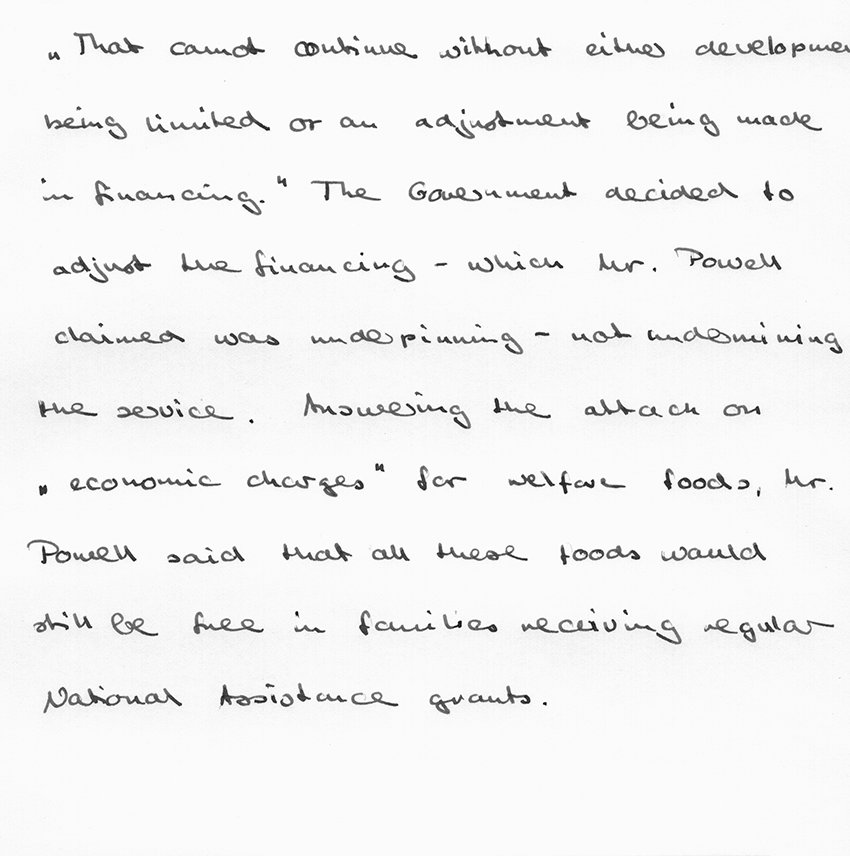 „That cannot continue without either developmen
being limited or an adjustment being made
in financing." The Government decided to
adjust the financing - which Mr. Powell
claimed was underpinning - not undermining
the service. Answering the attack on
„economic charges" for welfare foods, Mr.
Powell said that all these foods would
still be free in families receiving regular
National Assistance grants.